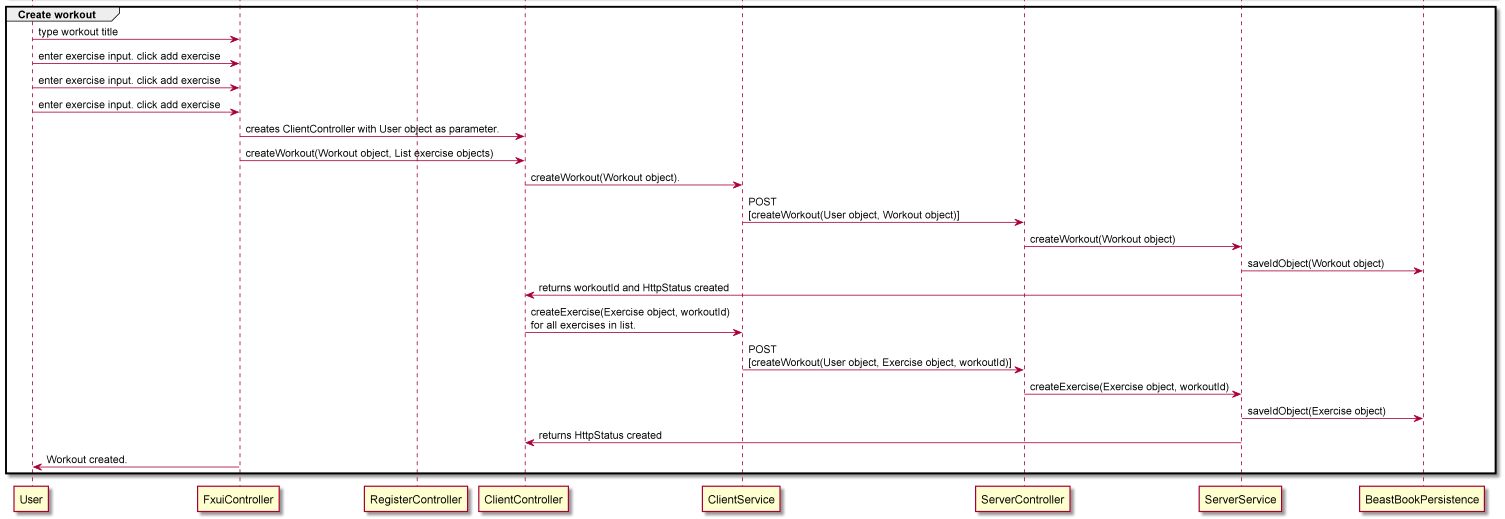 Create workout
type workout title
enter exercise input. click add exercise
enter exercise input. click add exercise
enter exercise input. click add exercise
creates ClientController with User object as parameter.
createWorkout(Workout object, List exercise objects)
createWorkout(Workout object).
POST
[createWorkout(User object, Workout object)]
createWorkout(Workout object)
saveIdObject(Workout object)
returns workoutId and HttpStatus created
createExercise(Exercise object, workoutId)
for all exercises in list.
POST
[createWorkout(User object, Exercise object, workoutId)]
createExercise(Exercise object, workoutId)
saveIdObject(Exercise object)
returns HttpStatus created
Workout created.
User
FxuiController
RegisterController
ClientController
ClientService
ServerController
ServerService
BeastBookPersistence